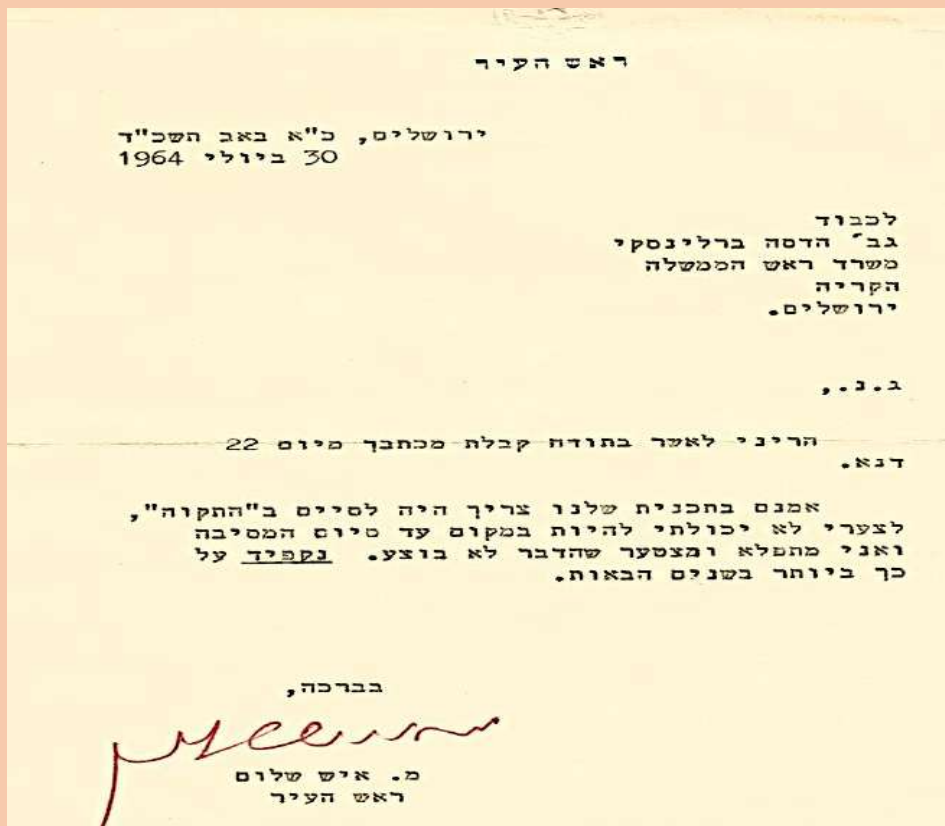 ראש העיר
ירושלים, כ"א באב תשכ"ד
30 ביולי 1964
לכבוד
גב' הדסה ברלינסקי
משרד ראש הממשלה
הקריה
ירושלים.
ב.נ.,
הריני לאשר בתודה קבלת מכתבך מיום 22
דנא.
אמנם בתכנית שלנו צריך היה לסיים ב"התקוה",
לצערי לא יכולתי להיות במקום עד סיום המסיבה
ואני מתפלא ומצטער שהדבר לא בוצע. נקפיד על
כך ביותר בשנים הבאות.
בברכה,
מ. איש שלום
ראש העיר